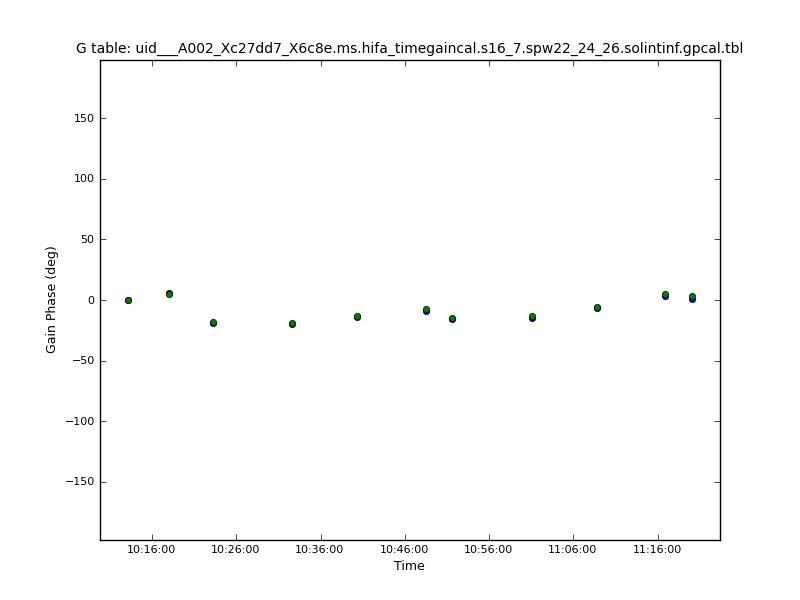 G table: uid___A002_Xc27dd7_X6c8e.ms.hifa_timegaincal.s16_7.spw22_24_26.solintinf.gpcal.tbl
150
100
50
0
−50
−100
−150
Gain Phase (deg)
10:16:00 10:26:00 10:36:00 10:46:00 10:56:00 11:06:00 11:16:00
Time